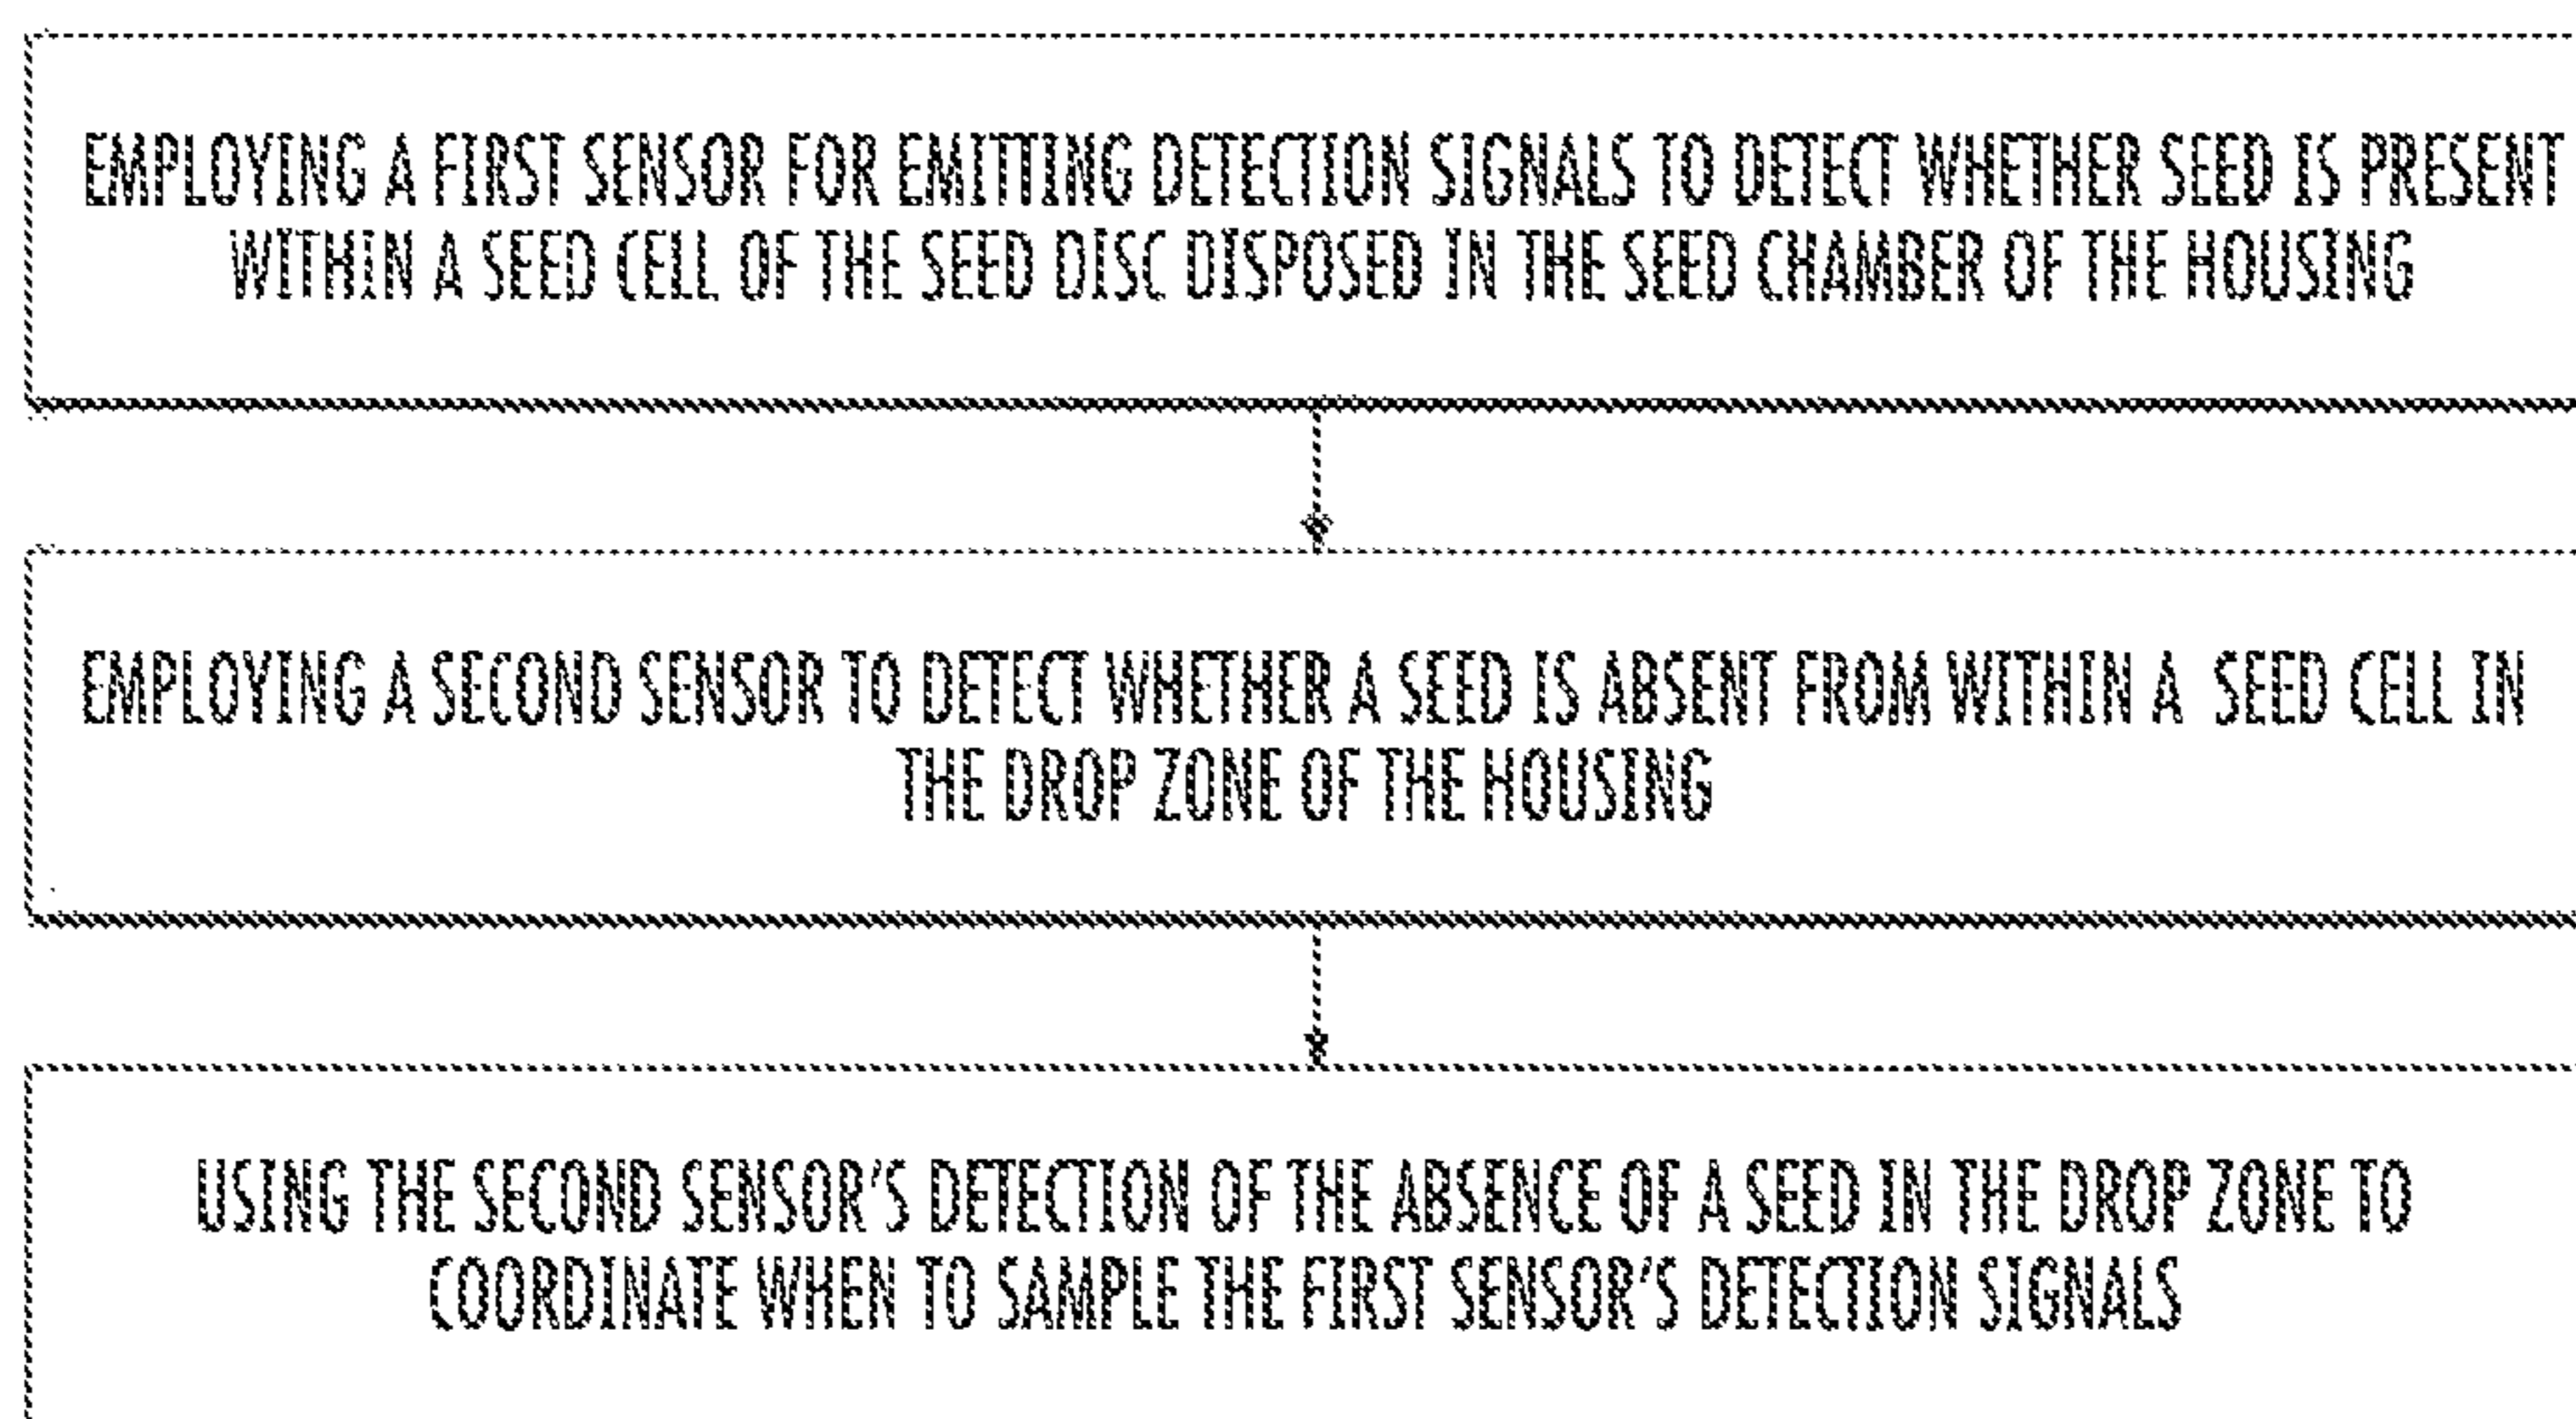 EMPLOYING A FIRST SENSOR FOR EMITTING DETECTION SIGNALS TO DETECT WHETHER SEED IS PRESENT
WITHIN A SEED CELL OF THE SEED DISC DISPOSED IN THE SEED CHAMBER OF THE HOUSING
EMPLOYING A SECOND SENSOR TO DETECT WHETHER A SEED IS ABSENT FROM WITHIN A SEED CELL IN
THE DROP ZONE OF THE HOUSING
USING THE SECOND SENSOR'S DETECTION OF THE ABSENCE OF A SEED IN THE DROP ZONE TO
COORDINATE WHEN TO SAMPLE THE FIRST SENSOR'S DETECTION SIGNALS